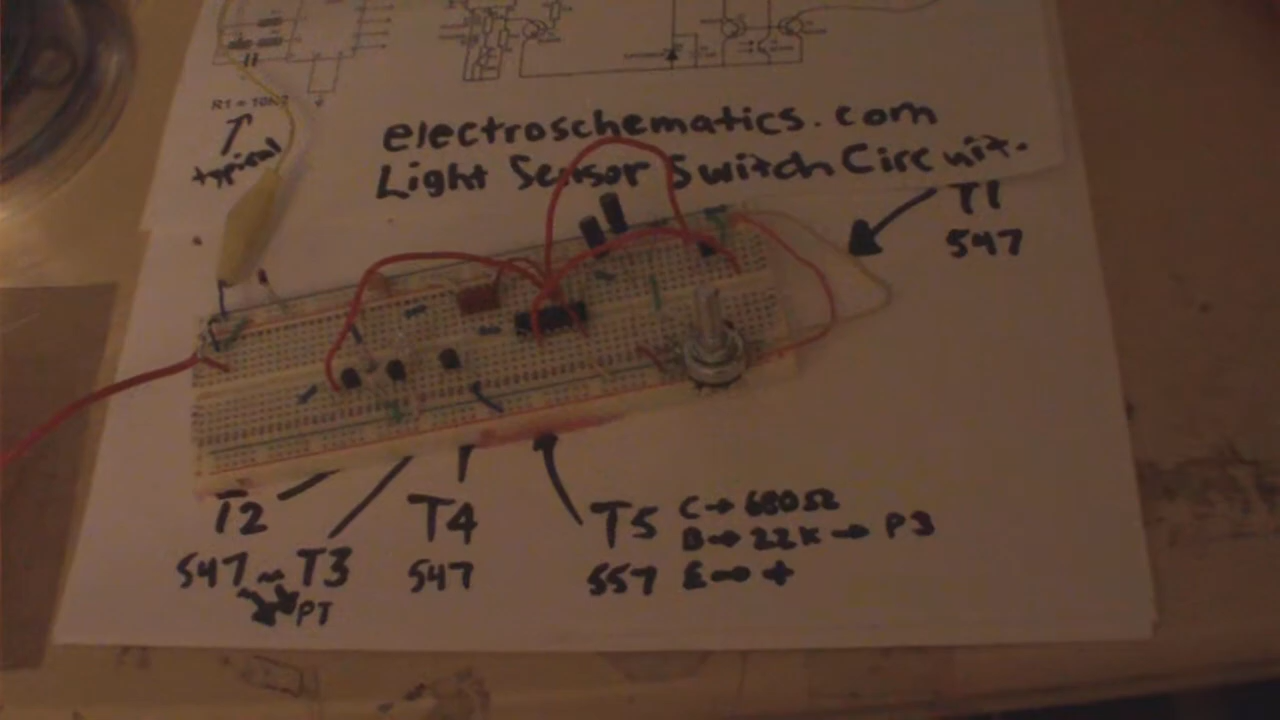 R1 = 10K
typical
electroschematics.com
Light Sensor Switch Circuit.
T1
547
T2
547
T3
PT
T4
547
T5
557
C → 680Ω
B → 22K → P3
E → +